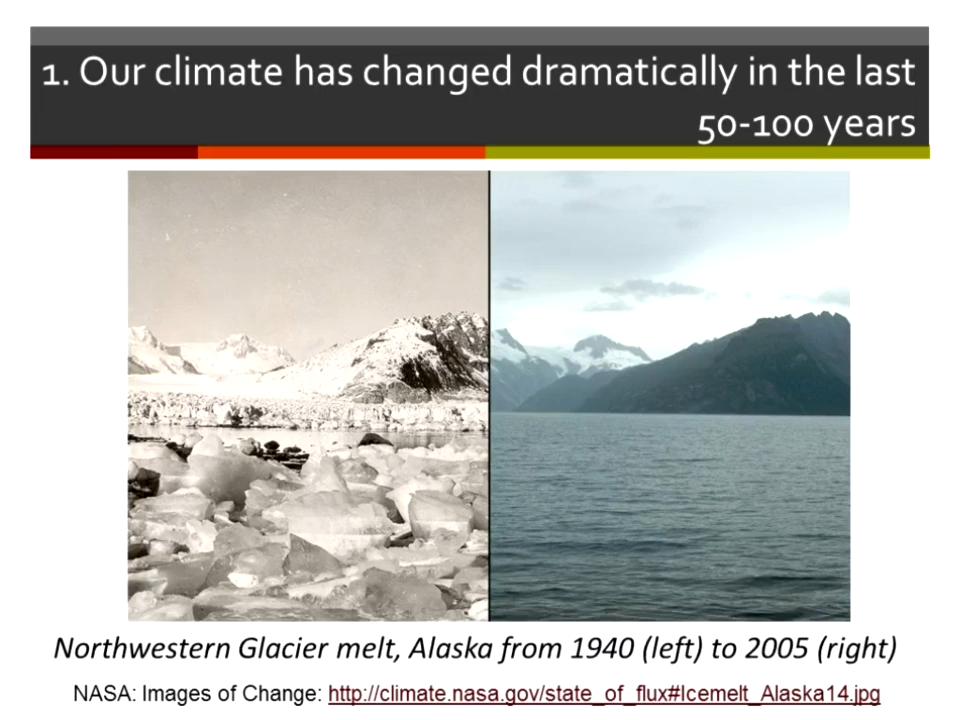 1. Our climate has changed dramatically in the last
50-100 years
Northwestern Glacier melt, Alaska from 1940 (left) to 2005 (right)
NASA: Images of Change: http://climate.nasa.gov/state_of_flux#Icemelt_Alaska14.jpg